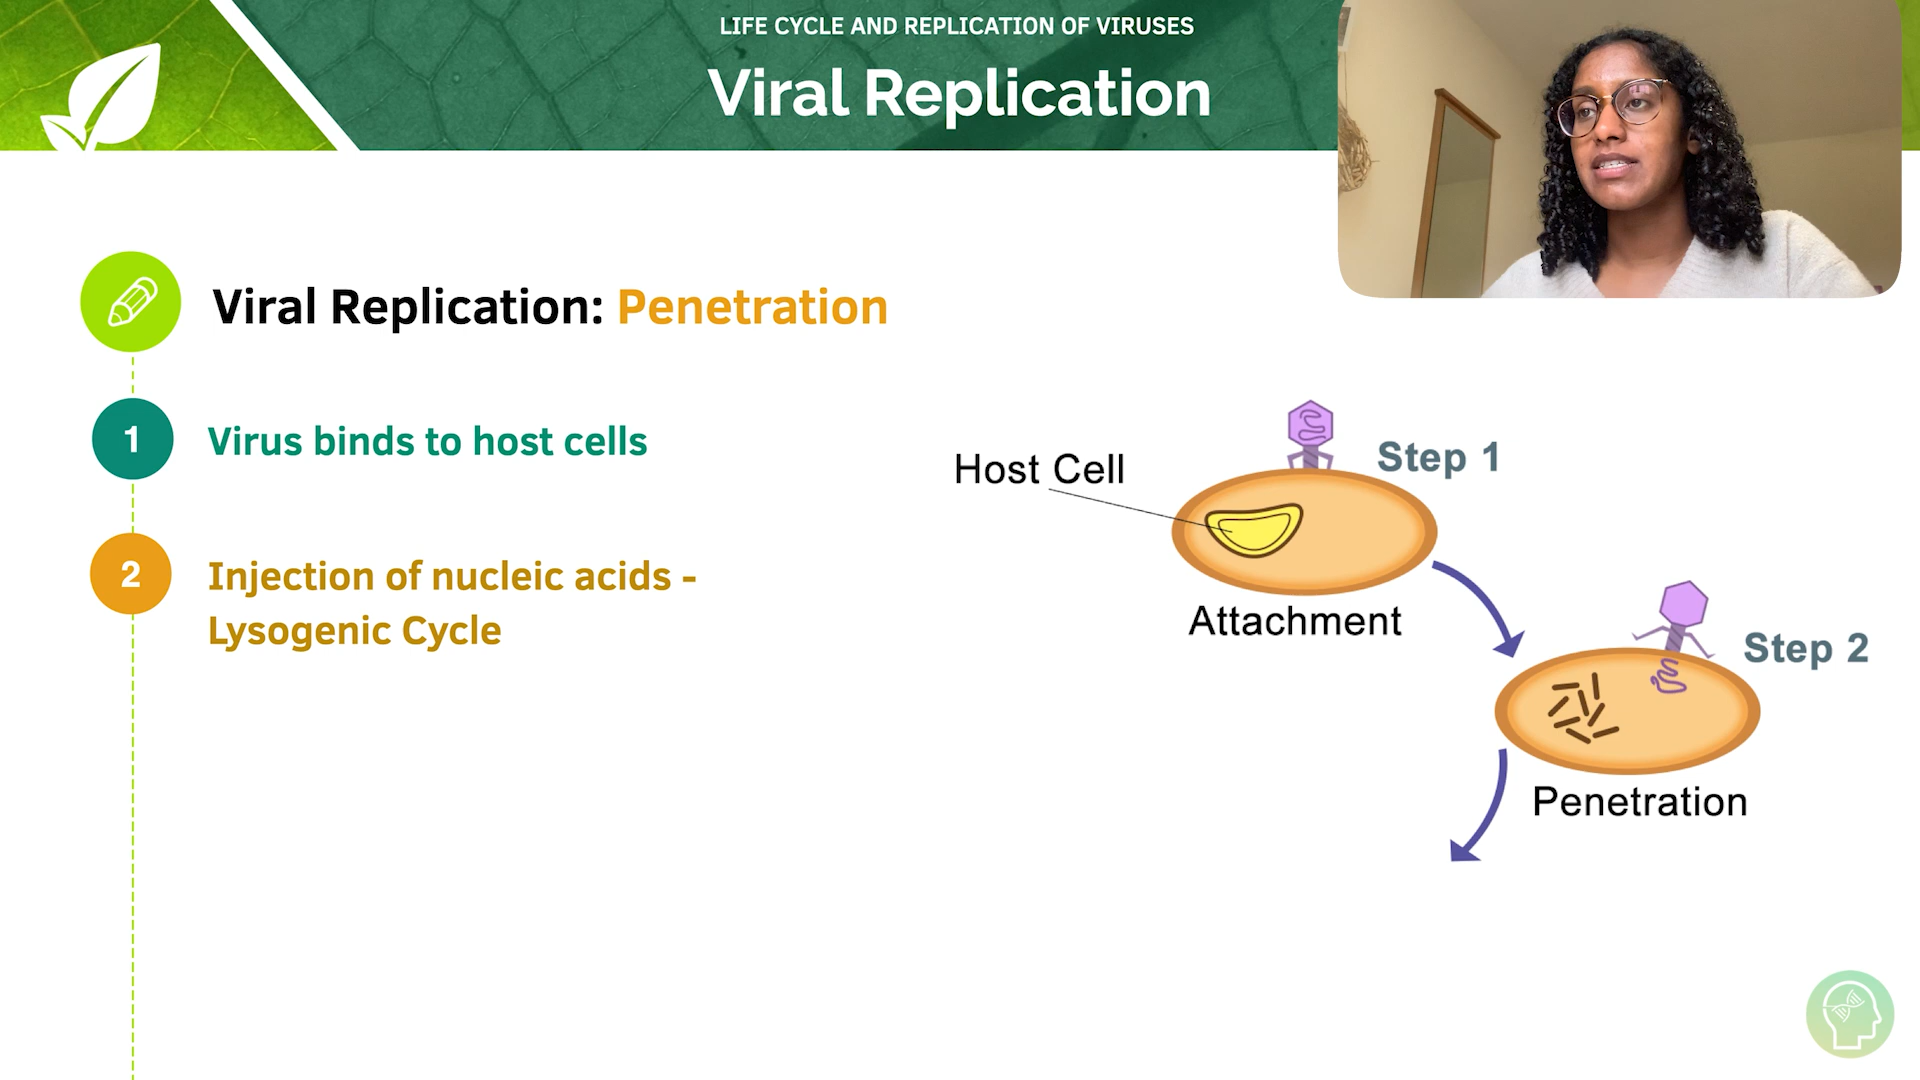 LIFE CYCLE AND REPLICATION OF VIRUSES
Viral Replication
Viral Replication: Penetration
1
Virus binds to host cells
2
Injection of nucleic acids -
Lysogenic Cycle
Host Cell
Step 1
Attachment
Step 2
Penetration